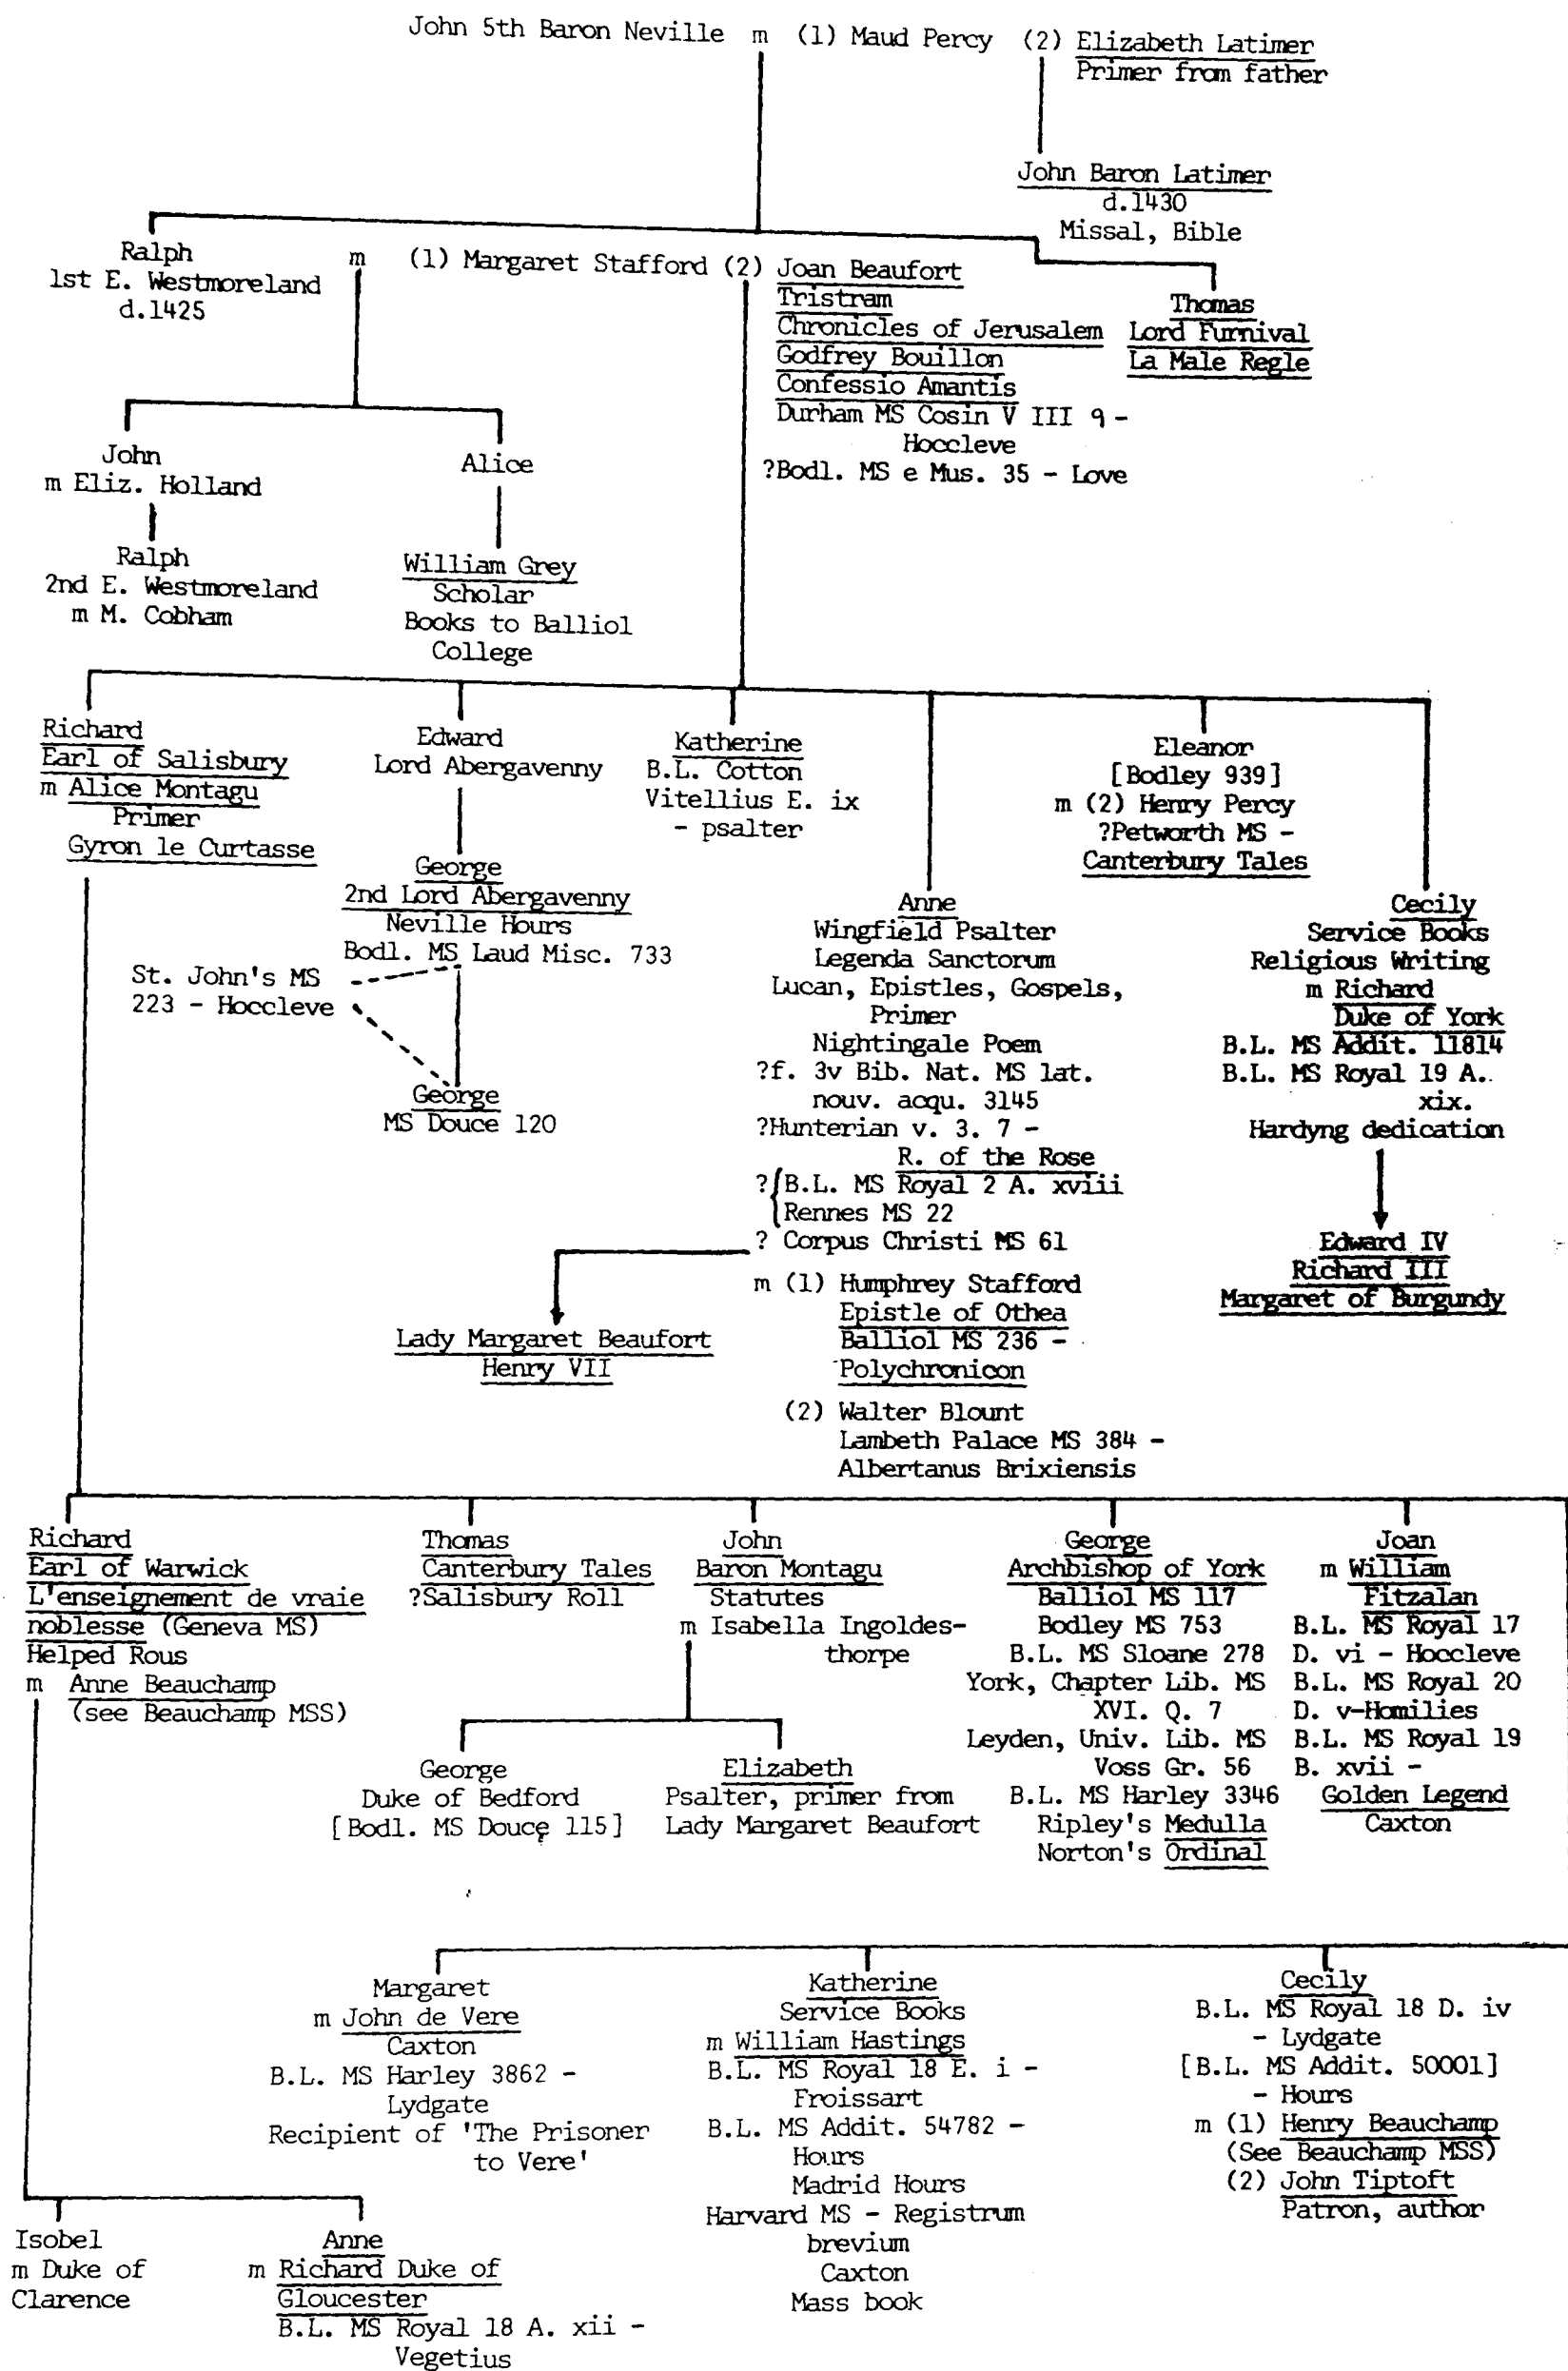 John 5th Baron Neville m (1) Maud Percy (2) Elizabeth Latimer
Primer from father
John Baron Latimer
d.1430
Missal, Bible
Ralph
1st E. Westmoreland
d.1425
m (1) Margaret Stafford (2) Joan Beaufort
Tristram
Chronicles of Jerusalem
Godfrey Bouillon
Confessio Amantis
Durham MS Cosin V III 9 -
Hoccleve
?Bodl. MS e Mus. 35 - Love
Thomas
Lord Furnival
La Male Regle
John
m Eliz. Holland
Alice
Ralph
2nd E. Westmoreland
m M. Cobham
William Grey
Scholar
Books to Balliol
College
Richard
Earl of Salisbury
m Alice Montagu
Primer
Gyron le Curtasse
Edward
Lord Abergavenny
George
2nd Lord Abergavenny
Neville Hours
Bodl. MS Laud Misc. 733
St. John's MS
223 - Hoccleve
George
MS Douce 120
Katherine
B.L. Cotton
Vitellius E. ix
- psalter
Anne
Wingfield Psalter
Legenda Sanctorum
Lucan, Epistles, Gospels,
Primer
Nightingale Poem
?f. 3v Bib. Nat. MS lat.
nouv. acqu. 3145
?Hunterian v. 3. 7 -
R. of the Rose
?{B.L. MS Royal 2 A. xviii
Rennes MS 22
? Corpus Christi MS 61
m (1) Humphrey Stafford
Epistle of Othea
Balliol MS 236 -
Polychronicon
(2) Walter Blount
Lambeth Palace MS 384 -
Albertanus Brixiensis
Lady Margaret Beaufort
Henry VII
Eleanor
[Bodley 939]
m (2) Henry Percy
?Petworth MS -
Canterbury Tales
Cecily
Service Books
Religious Writing
m Richard
Duke of York
B.L. MS Addit. 11814
B.L. MS Royal 19 A.
xix.
Hardyng dedication
Edward IV
Richard III
Margaret of Burgundy
Richard
Earl of Warwick
L'enseignement de vraie
noblesse (Geneva MS)
Helped Rous
m Anne Beauchamp
(see Beauchamp MSS)
Thomas
Canterbury Tales
?Salisbury Roll
John
Baron Montagu
Statutes
m Isabella Ingoldes-
thorpe
George
Duke of Bedford
[Bodl. MS Douce 115]
Elizabeth
Psalter, primer from
Lady Margaret Beaufort
George
Archbishop of York
Balliol MS 117
Bodley MS 753
B.L. MS Sloane 278
York, Chapter Lib. MS
XVI. Q. 7
Leyden, Univ. Lib. MS
Voss Gr. 56
B.L. MS Harley 3346
Ripley's Medulla
Norton's Ordinal
Joan
m William
Fitzalan
B.L. MS Royal 17
D. vi - Hoccleve
B.L. MS Royal 20
D. v-Homilies
B.L. MS Royal 19
B. xvii -
Golden Legend
Caxton
Margaret
m John de Vere
Caxton
B.L. MS Harley 3862 -
Lydgate
Recipient of 'The Prisoner
to Vere'
Katherine
Service Books
m William Hastings
B.L. MS Royal 18 E. i -
Froissart
B.L. MS Addit. 54782 -
Hours
Madrid Hours
Harvard MS - Registrum
brevium
Caxton
Mass book
Cecily
B.L. MS Royal 18 D. iv
- Lydgate
[B.L. MS Addit. 50001]
- Hours
m (1) Henry Beauchamp
(See Beauchamp MSS)
(2) John Tiptoft
Patron, author
Isobel
m Duke of
Clarence
Anne
m Richard Duke of
Gloucester
B.L. MS Royal 18 A. xii -
Vegetius